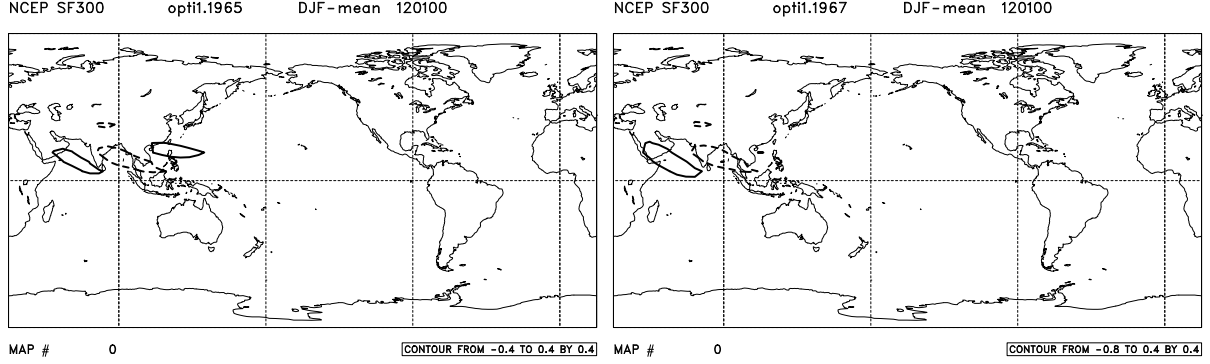 NCEP SF300 opti1.1965 DJF-mean 120100
MAP # 0 CONTOUR FROM -0.4 TO 0.4 BY 0.4
NCEP SF300 opti1.1967 DJF-mean 120100
MAP # 0 CONTOUR FROM -0.8 TO 0.4 BY 0.4